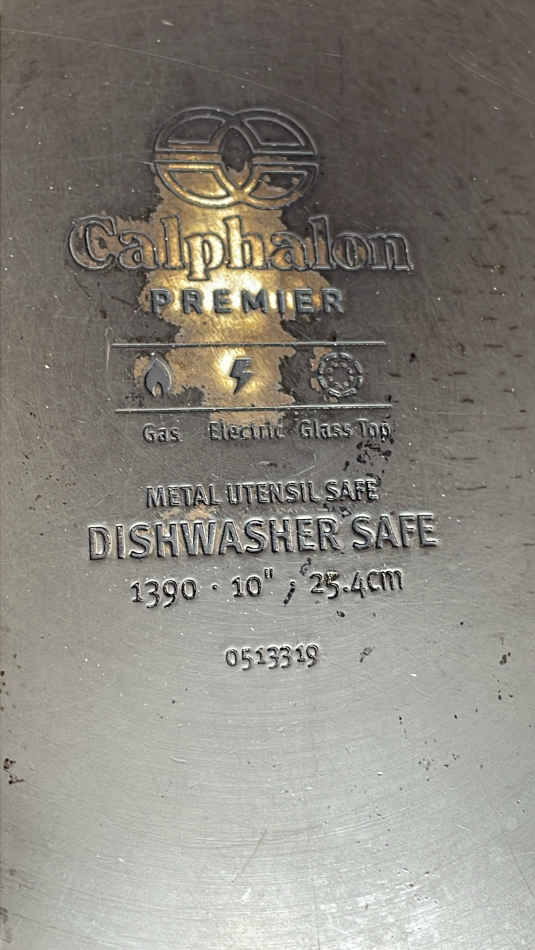 Calphalon
PREMIER
Gas Electric Glass Top
METAL UTENSIL SAFE
DISHWASHER SAFE
1390 · 10" ; 25.4cm
0513319